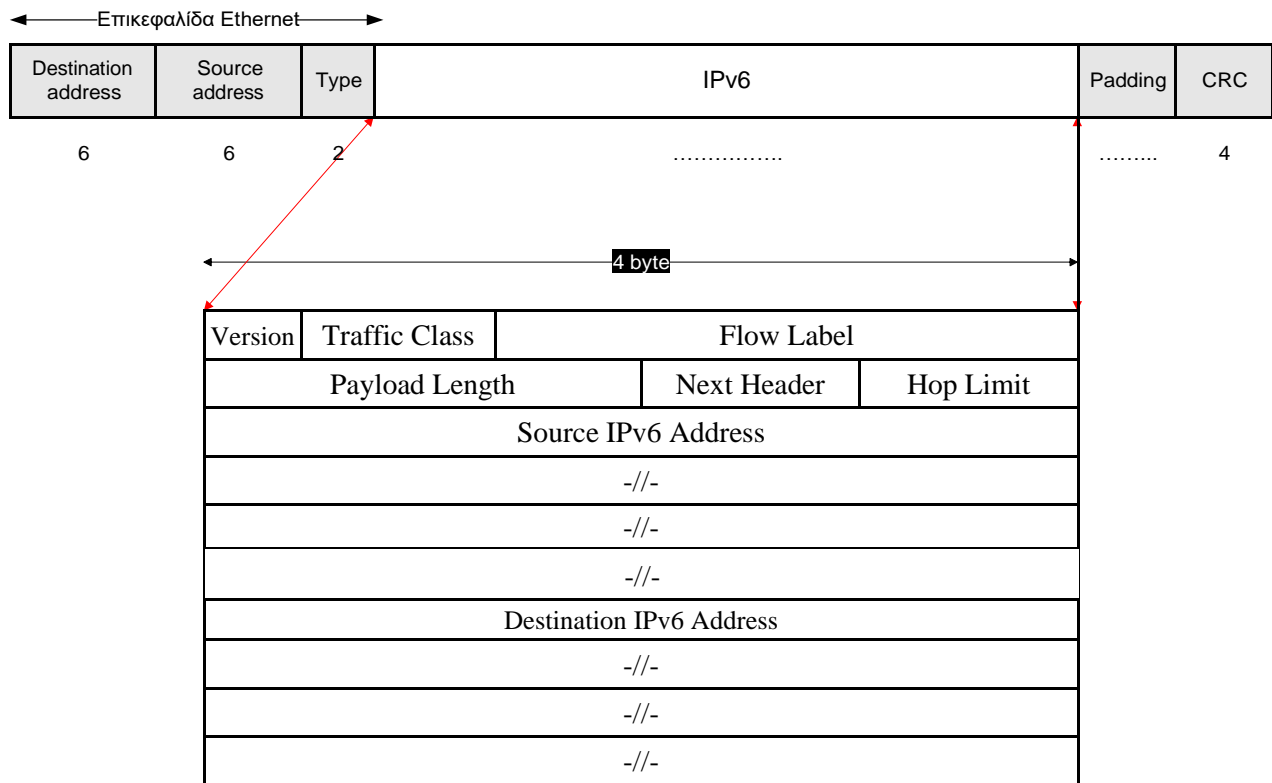 Επικεφαλίδα Ethernet
Destination address
Source address
Type
IPv6
Padding
CRC
6
6
2
.................
.........
4
4 byte
Version
Traffic Class
Flow Label
Payload Length
Next Header
Hop Limit
Source IPv6 Address
-//-
-//-
-//-
Destination IPv6 Address
-//-
-//-
-//-